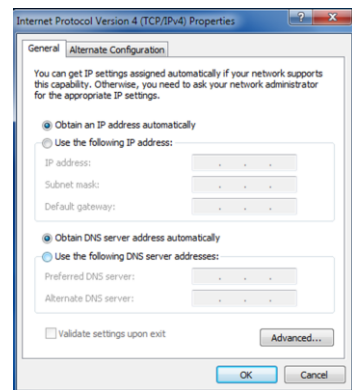 Internet Protocol Version 4 (TCP/IPv4) Properties
General
Alternate Configuration
You can get IP settings assigned automatically if your network supports
this capability. Otherwise, you need to ask your network administrator
for the appropriate IP settings.
Obtain an IP address automatically
Use the following IP address:
IP address:
Subnet mask:
Default gateway:
Obtain DNS server address automatically
Use the following DNS server addresses:
Preferred DNS server:
Alternate DNS server:
Validate settings upon exit
Advanced...
OK
Cancel